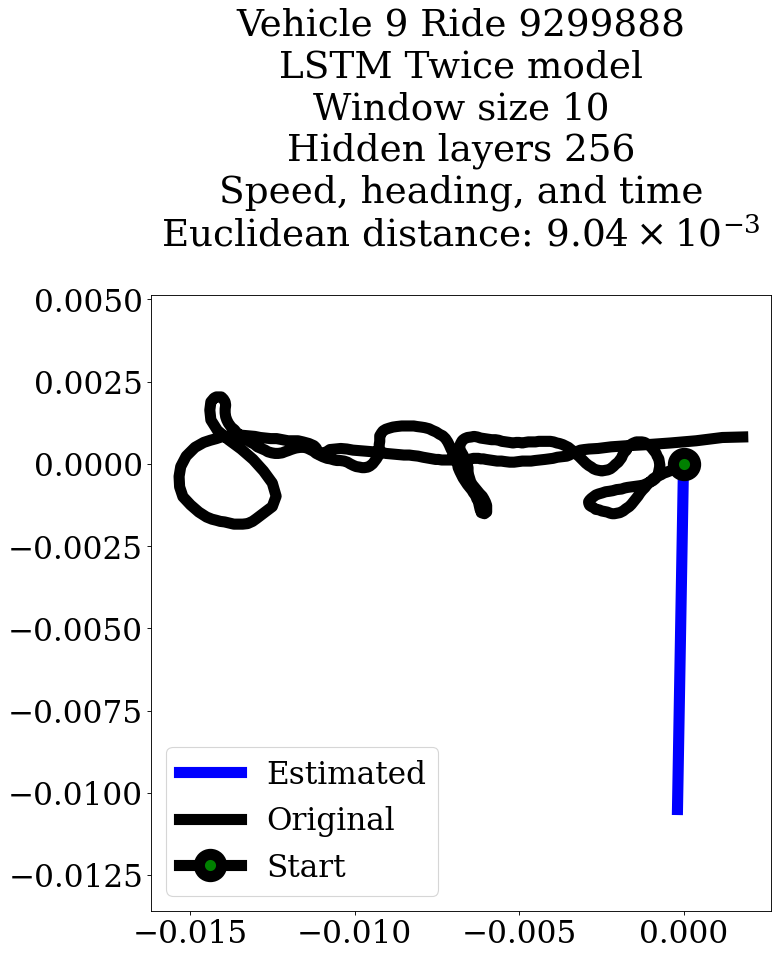 Vehicle 9 Ride 9299888
LSTM Twice model
Window size 10
Hidden layers 256
Speed, heading, and time
Euclidean distance: 9.04 × 10⁻³
0.0050
0.0025
0.0000
−0.0025
−0.0050
−0.0075
−0.0100
−0.0125
Estimated
Original
Start
−0.015 −0.010 −0.005 0.000